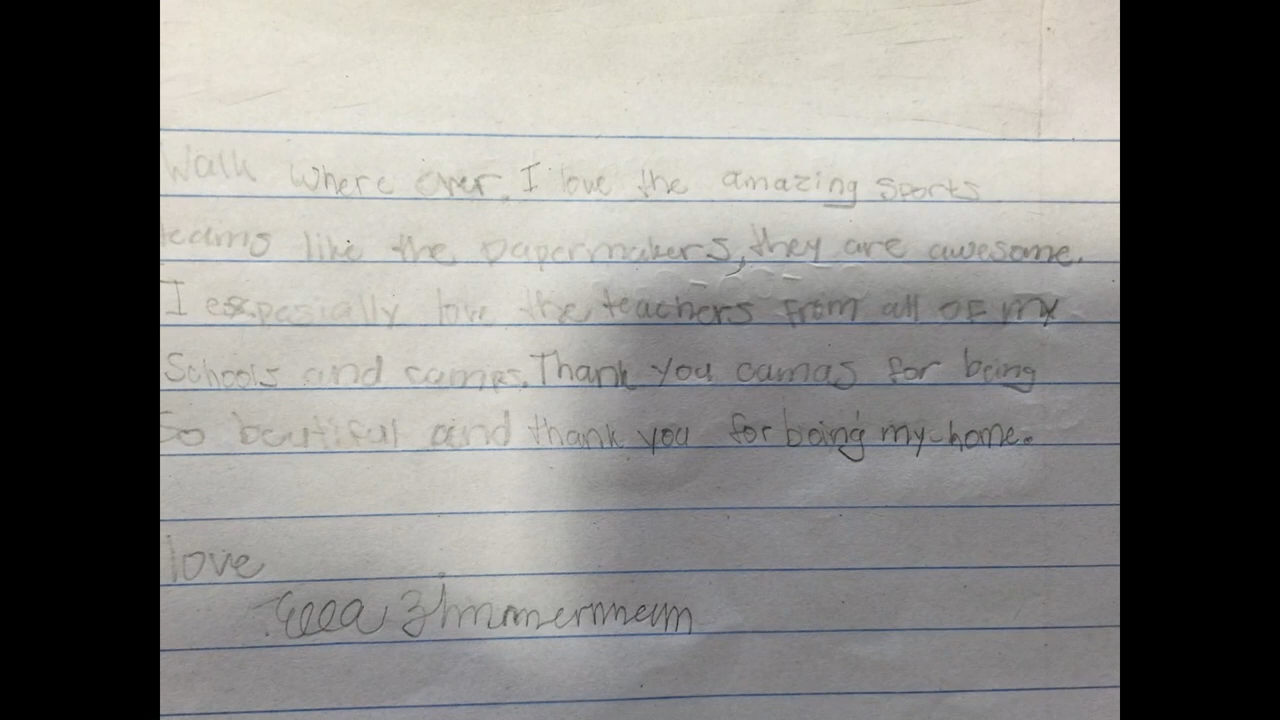 Walk where over. I love the amazing sports
teams like the papermakers, they are awesome.
I espesially love the teachers from all of my
Schools and camps. Thank you camas for being
So beutiful and thank you for being my home.
love
Ella Zimmermann